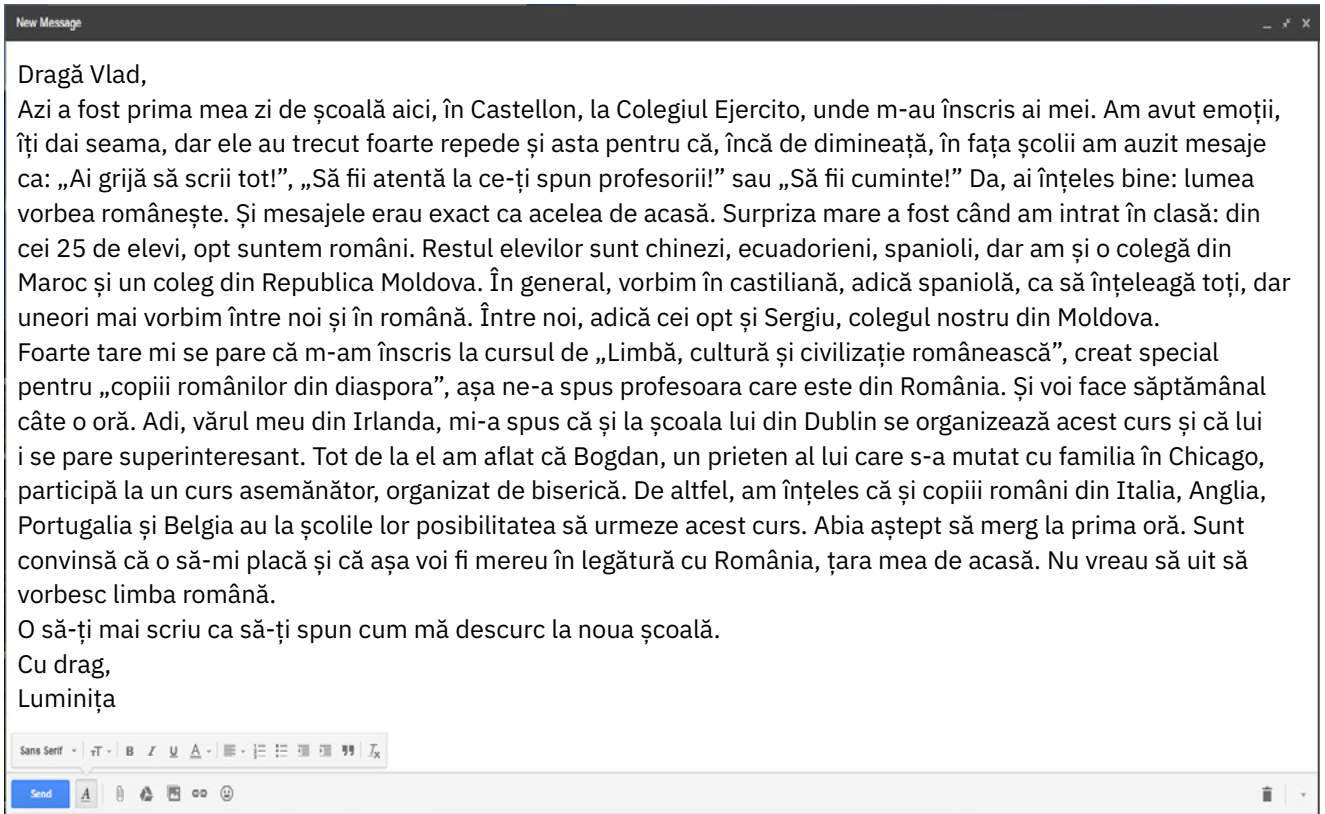 New Message
Dragă Vlad,
Azi a fost prima mea zi de școală aici, în Castellon, la Colegiul Ejercito, unde m-au înscris ai mei. Am avut emoții,
îți dai seama, dar ele au trecut foarte repede și asta pentru că, încă de dimineață, în fața școlii am auzit mesaje
ca: „Ai grijă să scrii tot!”, „Să fii atentă la ce-ți spun profesorii!” sau „Să fii cuminte!” Da, ai înțeles bine: lumea
vorbea românește. Și mesajele erau exact ca acelea de acasă. Surpriza mare a fost când am intrat în clasă: din
cei 25 de elevi, opt suntem români. Restul elevilor sunt chinezi, ecuadorieni, spanioli, dar am și o colegă din
Maroc și un coleg din Republica Moldova. În general, vorbim în castiliană, adică spaniolă, ca să înțeleagă toți, dar
uneori mai vorbim între noi și în română. Între noi, adică cei opt și Sergiu, colegul nostru din Moldova.
Foarte tare mi se pare că m-am înscris la cursul de „Limbă, cultură și civilizație românească”, creat special
pentru „copiii românilor din diaspora”, așa ne-a spus profesoara care este din România. Și voi face săptămânal
câte o oră. Adi, vărul meu din Irlanda, mi-a spus că și la școala lui din Dublin se organizează acest curs și că lui
i se pare superinteresant. Tot de la el am aflat că Bogdan, un prieten al lui care s-a mutat cu familia în Chicago,
participă la un curs asemănător, organizat de biserică. De altfel, am înțeles că și copiii români din Italia, Anglia,
Portugalia și Belgia au la școlile lor posibilitatea să urmeze acest curs. Abia aștept să merg la prima oră. Sunt
convinsă că o să-mi placă și că așa voi fi mereu în legătură cu România, țara mea de acasă. Nu vreau să uit să
vorbesc limba română.
O să-ți mai scriu ca să-ți spun cum mă descurc la noua școală.
Cu drag,
Luminița
Sans Serif
Send